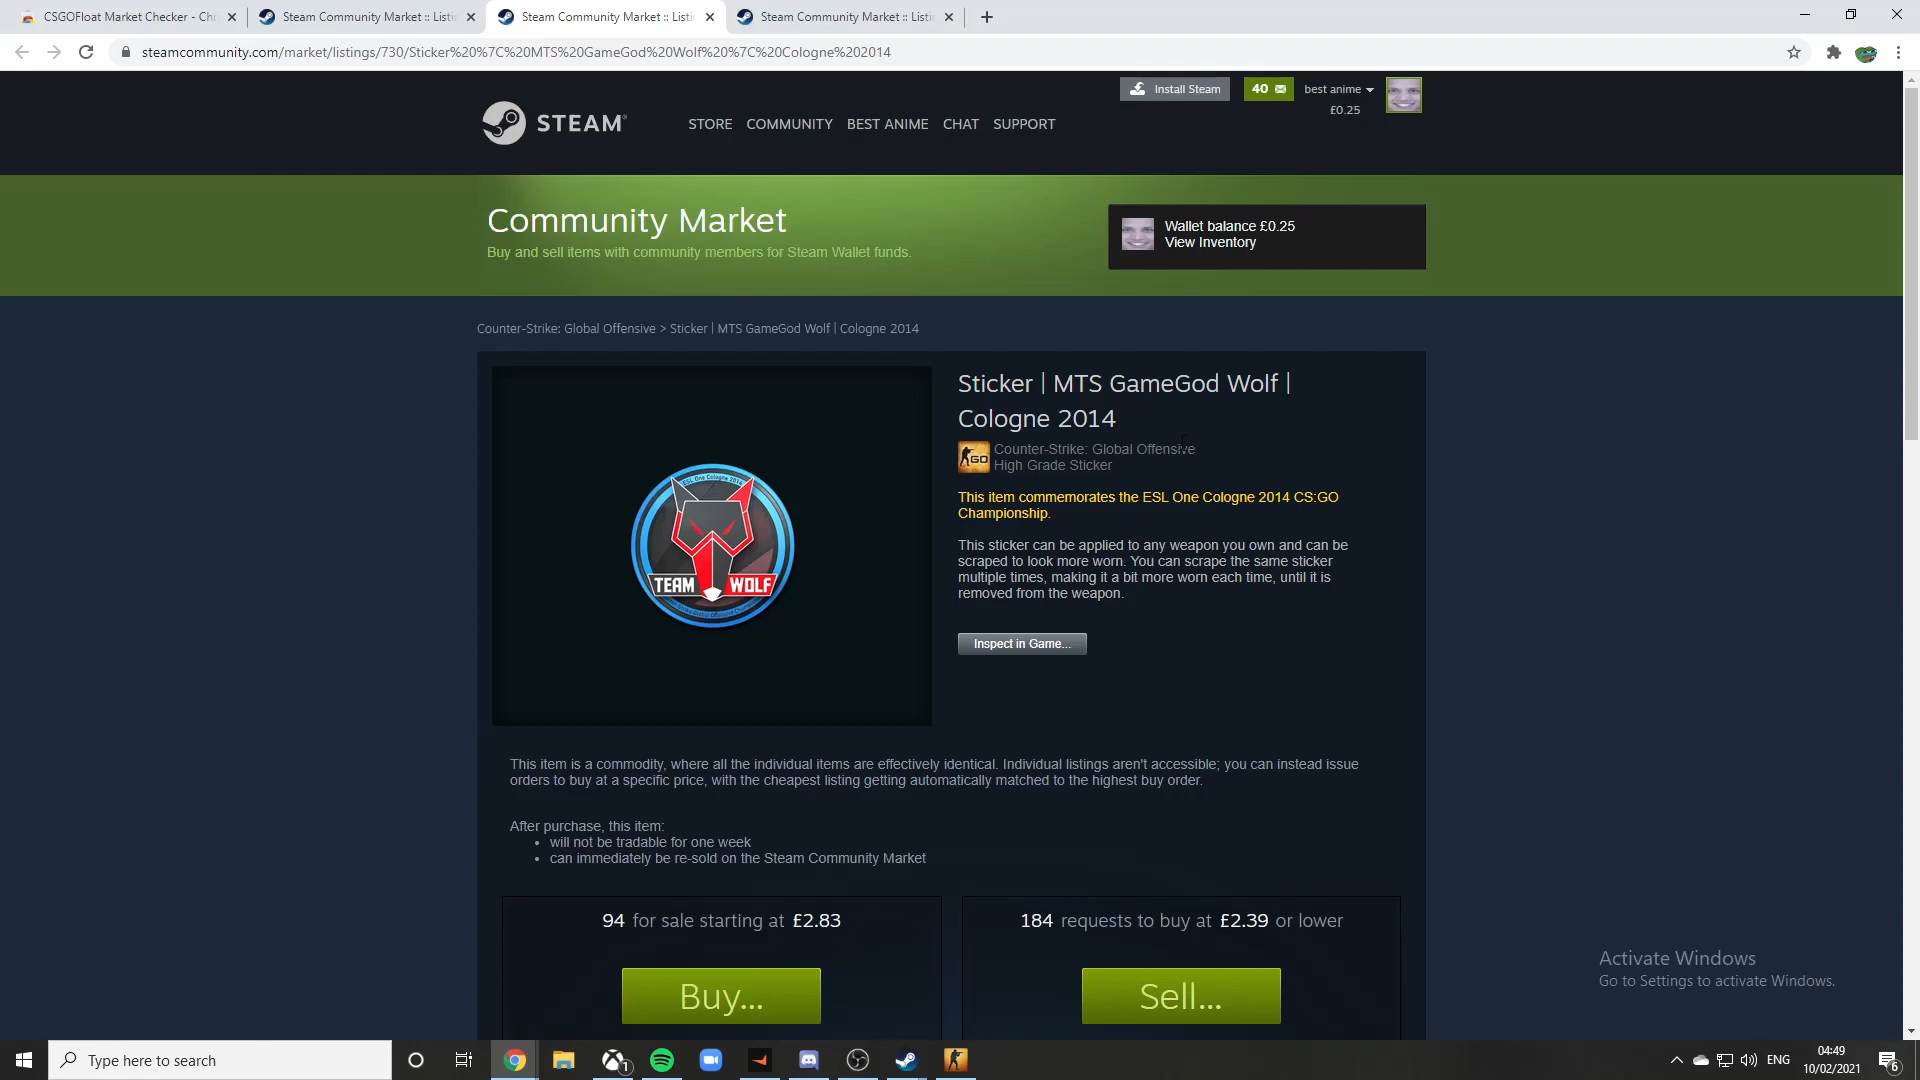 CSGOFloat Market Checker - Chr
Steam Community Market :: Listi
Steam Community Market :: Listi
Steam Community Market :: Listi
steamcommunity.com/market/listings/730/Sticker%20%7C%20MTS%20GameGod%20Wolf%20%7C%20Cologne%202014
Install Steam
40
best anime
£0.25
STEAM
STORE COMMUNITY BEST ANIME CHAT SUPPORT
Community Market
Buy and sell items with community members for Steam Wallet funds.
Wallet balance £0.25
View Inventory
Counter-Strike: Global Offensive > Sticker | MTS GameGod Wolf | Cologne 2014
ESL One Cologne 2014
TEAM WOLF
Sticker | MTS GameGod Wolf |
Cologne 2014
GO
Counter-Strike: Global Offensive
High Grade Sticker
This item commemorates the ESL One Cologne 2014 CS:GO
Championship.
This sticker can be applied to any weapon you own and can be
scraped to look more worn. You can scrape the same sticker
multiple times, making it a bit more worn each time, until it is
removed from the weapon.
Inspect in Game...
This item is a commodity, where all the individual items are effectively identical. Individual listings aren't accessible; you can instead issue
orders to buy at a specific price, with the cheapest listing getting automatically matched to the highest buy order.
After purchase, this item:
• will not be tradable for one week
• can immediately be re-sold on the Steam Community Market
94 for sale starting at £2.83
Buy...
184 requests to buy at £2.39 or lower
Sell...
Activate Windows
Go to Settings to activate Windows.
Type here to search
1
ENG
04:49
10/02/2021
6